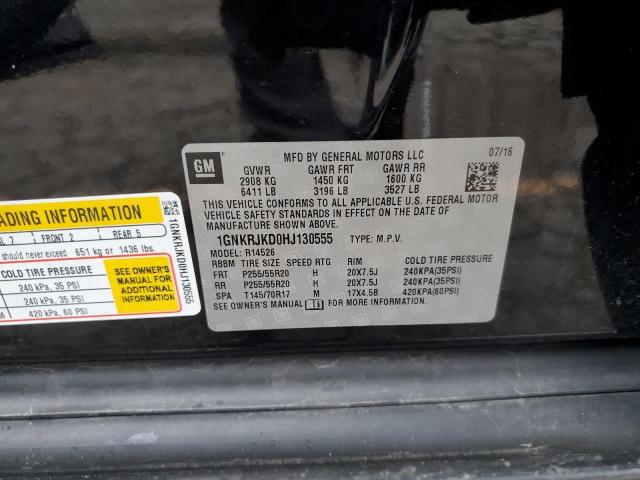 GM
MFD BY GENERAL MOTORS LLC 07/16
GVWR GAWR FRT GAWR RR
2908 KG 1450 KG 1600 KG
6411 LB 3196 LB 3527 LB
THIS VEHICLE CONFORMS TO ALL APPLICABLE U.S. FEDERAL MOTOR
VEHICLE SAFETY STANDARDS IN EFFECT ON THE DATE OF
MANUFACTURE SHOWN ABOVE.
1GNKRJKD0HJ130555 TYPE: M.P.V.
MODEL: R14526
RBBM TIRE SIZE SPEED RTG RIM COLD TIRE PRESSURE
FRT P255/55R20 H 20X7.5J 240KPA(35PSI)
RR P255/55R20 H 20X7.5J 240KPA(35PSI)
SPA T145/70R17 M 17X4.5B 420KPA(60PSI)
SEE OWNER'S MANUAL FOR MORE INFORMATION.
ADING INFORMATION
FRONT 2 REAR 5
should never exceed 651 kg or 1436 lbs.
COLD TIRE PRESSURE
240 kPa, 35 PSI
240 kPa, 35 PSI
420 kPa, 60 PSI
SEE OWNER'S
MANUAL FOR
ADDITIONAL
INFORMATION
1GNKRJKD0HJ130555